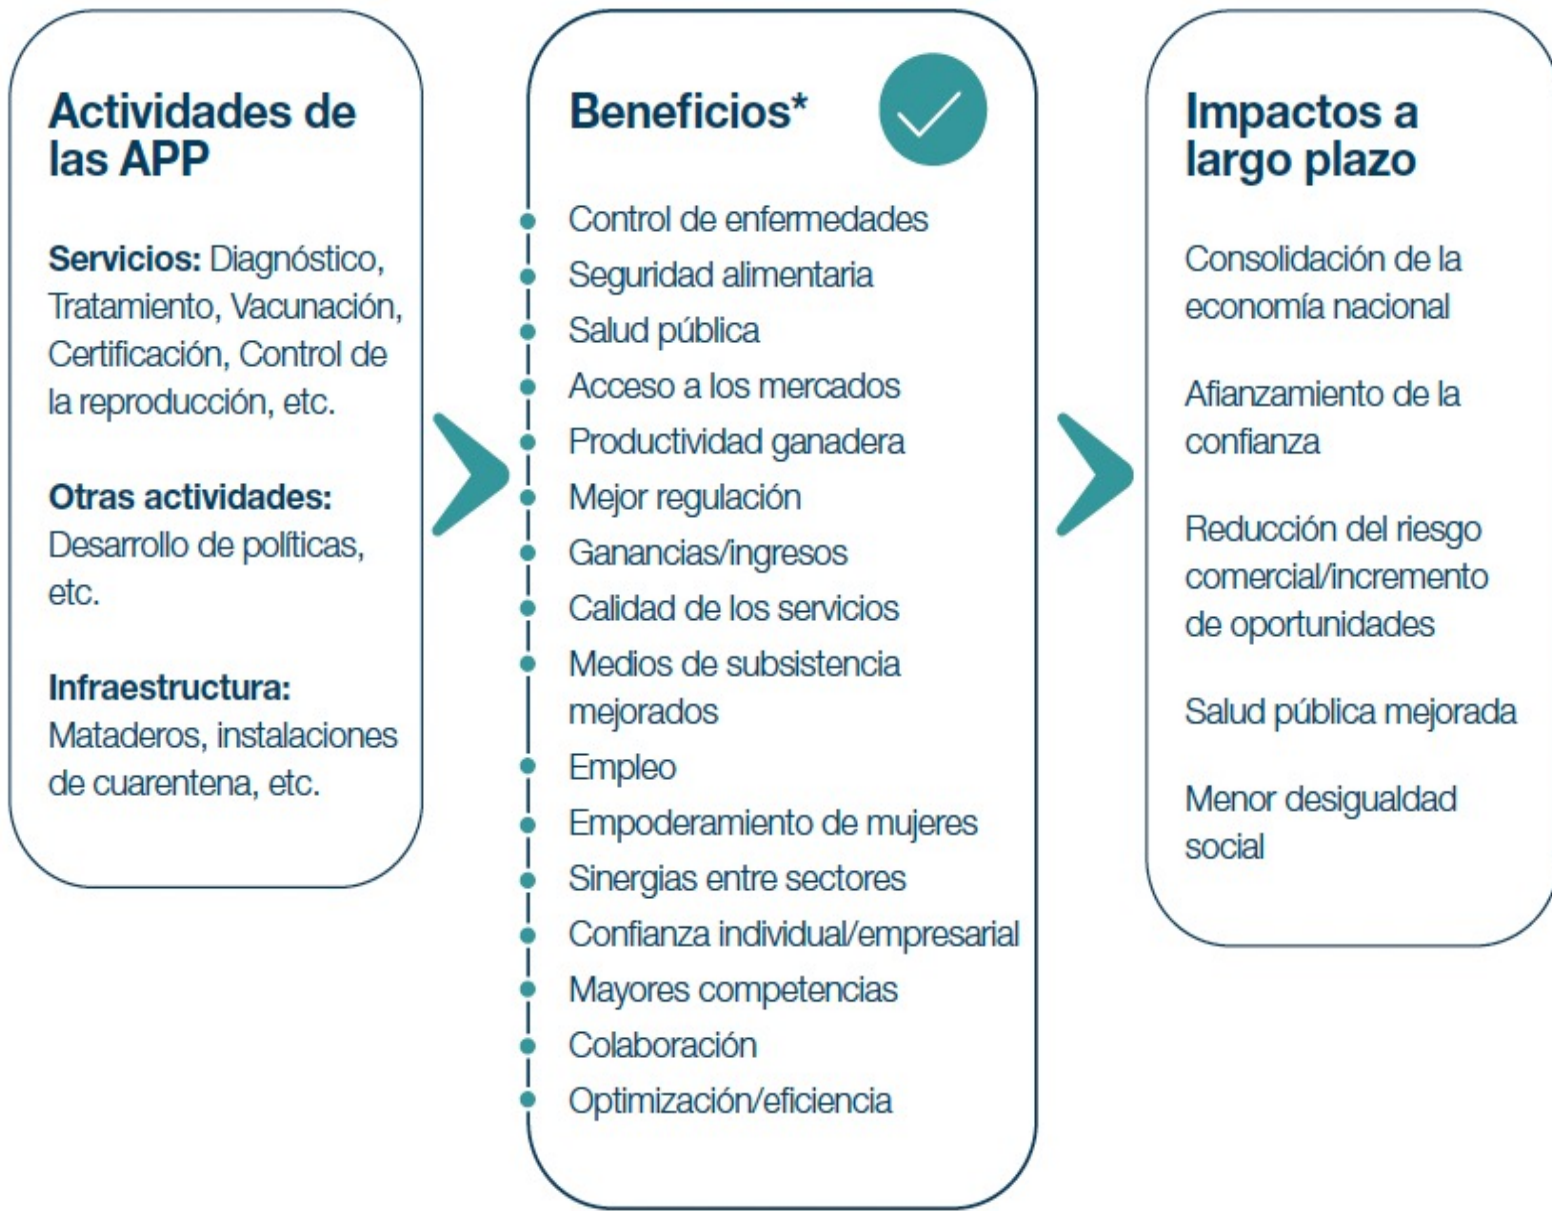 Actividades de
las APP
Servicios: Diagnóstico,
Tratamiento, Vacunación,
Certificación, Control de
la reproducción, etc.
Otras actividades:
Desarrollo de políticas,
etc.
Infraestructura:
Mataderos, instalaciones
de cuarentena, etc.
Beneficios*
Control de enfermedades
Seguridad alimentaria
Salud pública
Acceso a los mercados
Productividad ganadera
Mejor regulación
Ganancias/ingresos
Calidad de los servicios
Medios de subsistencia
mejorados
Empleo
Empoderamiento de mujeres
Sinergias entre sectores
Confianza individual/empresarial
Mayores competencias
Colaboración
Optimización/eficiencia
Impactos a
largo plazo
Consolidación de la
economía nacional
Afianzamiento de la
confianza
Reducción del riesgo
comercial/incremento
de oportunidades
Salud pública mejorada
Menor desigualdad
social